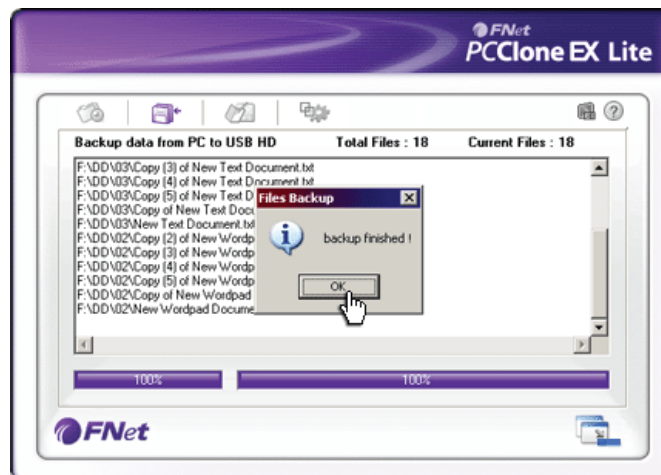 FNet
PCClone EX Lite
Backup data from PC to USB HD Total Files : 18 Current Files : 18
F:\DD\03\Copy (3) of New Text Document.txt
F:\DD\03\Copy (4) of New Text Document.txt
F:\DD\03\Copy (5) of New Text D
F:\DD\03\Copy of New Text Docu
F:\DD\03\New Text Document.txt
F:\DD\02\Copy (2) of New Wordp
F:\DD\02\Copy (3) of New Wordp
F:\DD\02\Copy (4) of New Wordp
F:\DD\02\Copy (5) of New Wordp
F:\DD\02\Copy of New Wordpad
F:\DD\02\New Wordpad Docume
Files Backup
backup finished !
OK
100% 100%
FNet